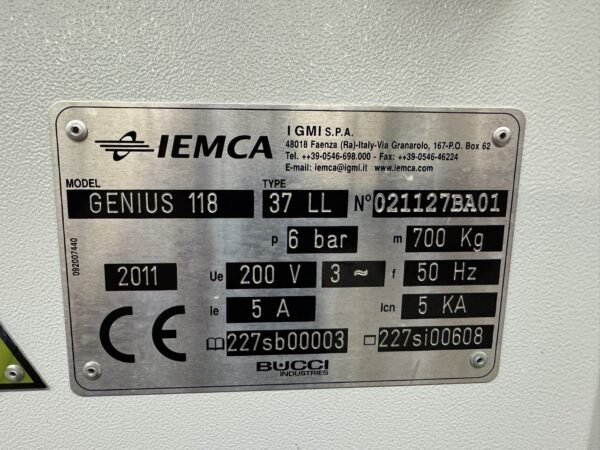 IEMCA
I GMI S.P.A.
48018 Faenza (Ra)-Italy-Via Granarolo, 167-P.O. Box 62
Tel. ++39-0546-698.000 - Fax: ++39-0546-46224
E-mail: iemca@igmi.it www.iemca.com
MODEL TYPE
GENIUS 118 37 LL N° 021127BA01
p 6 bar m 700 Kg
2011 Ue 200 V 3 ≈ f 50 Hz
Ie 5 A Icn 5 KA
CE 227sb00003 227si00608
BUCCI
INDUSTRIES
092007440